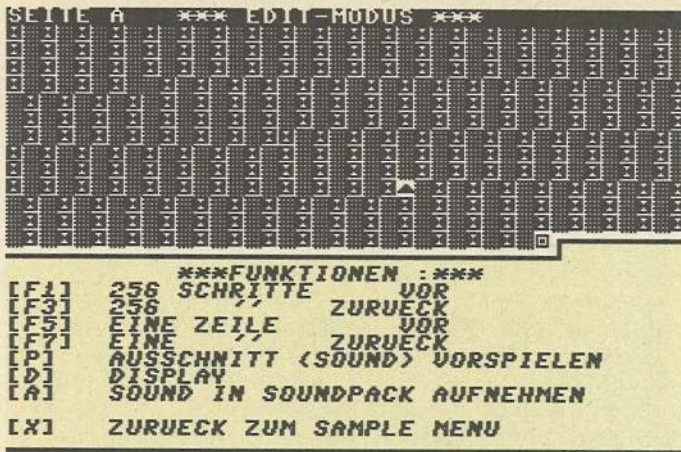 SEITE A *** EDIT-MODUS ***
***FUNKTIONEN :***
[F1] 256 SCHRITTE VOR
[F3] 256 '' ZURUECK
[F5] EINE ZEILE VOR
[F7] EINE '' ZURUECK
[P] AUSSCHNITT (SOUND) VORSPIELEN
[D] DISPLAY
[A] SOUND IN SOUNDPACK AUFNEHMEN
[X] ZURUECK ZUM SAMPLE MENU